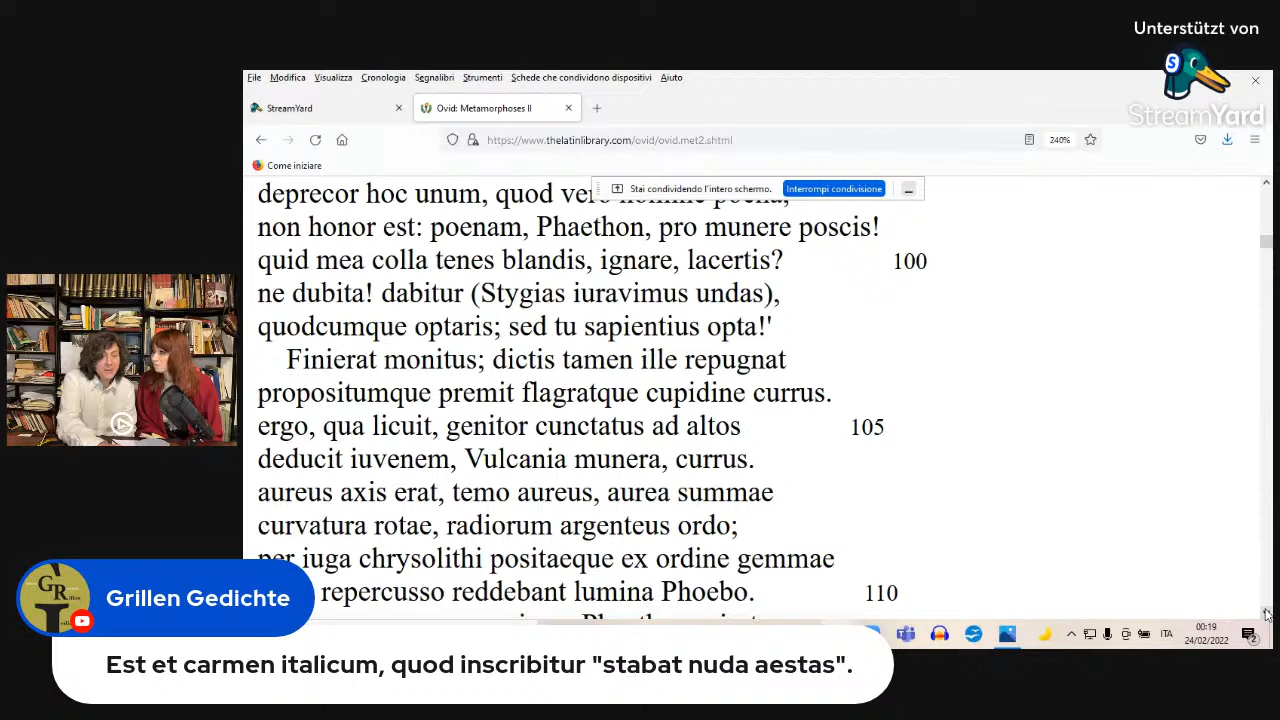 Unterstützt von
StreamYard
File Modifica Visualizza Cronologia Segnalibri Strumenti Schede che condividono dispositivi Aiuto
StreamYard
Ovid: Metamorphoses II
https://www.thelatinlibrary.com/ovid/ovid.met2.shtml 240%
Come iniziare
Stai condividendo l'intero schermo. Interrompi condivisione
deprecor hoc unum, quod
non honor est: poenam, Phaethon, pro munere poscis!
quid mea colla tenes blandis, ignare, lacertis? 100
ne dubita! dabitur (Stygias iuravimus undas),
quodcumque optaris; sed tu sapientius opta!'
Finierat monitus; dictis tamen ille repugnat
propositumque premit flagratque cupidine currus.
ergo, qua licuit, genitor cunctatus ad altos 105
deducit iuvenem, Vulcania munera, currus.
aureus axis erat, temo aureus, aurea summae
curvatura rotae, radiorum argenteus ordo;
per iuga chrysolithi positaeque ex ordine gemmae
repercusso reddebant lumina Phoebo. 110
ITA
00:19
24/02/2022
GR
Grillen Gedichte
Est et carmen italicum, quod inscribitur "stabat nuda aestas".